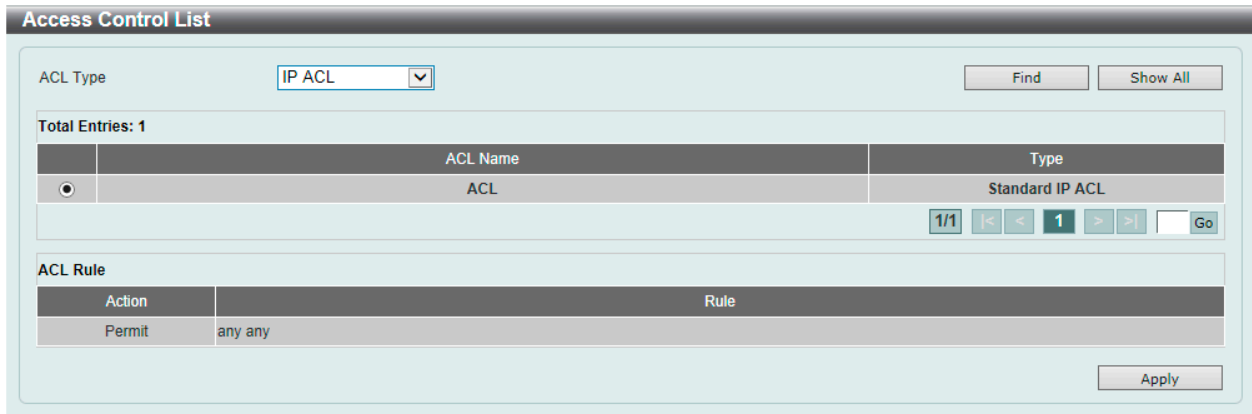 Access Control List
ACL Type IP ACL Find Show All
Total Entries: 1
ACL Name Type
ACL Standard IP ACL
1/1 |< < 1 > >| Go
ACL Rule
Action Rule
Permit any any
Apply